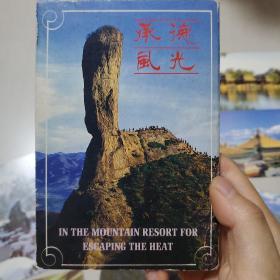 承德
風光
IN THE MOUNTAIN RESORT FOR
ESCAPING THE HEAT